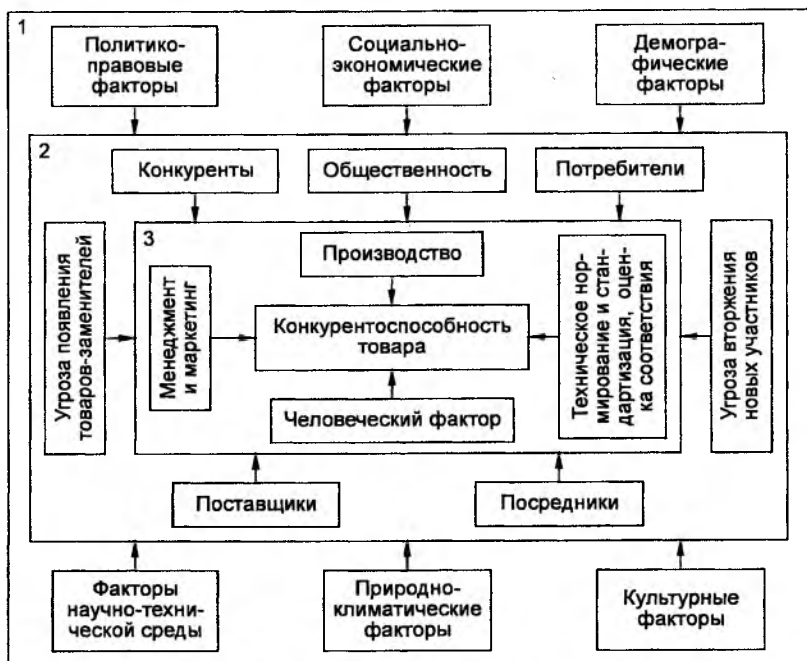 1
Политико-
правовые
факторы
Социально-
экономические
факторы
Демогра-
фические
факторы
2
Конкуренты
Общественность
Потребители
Угроза появления
товаров-заменителей
3
Менеджмент
и маркетинг
Производство
Конкурентоспособность
товара
Человеческий фактор
Техническое нор-
мирование и стан-
дартизация, оцен-
ка соответствия
Угроза вторжения
новых участников
Поставщики
Посредники
Факторы
научно-техни-
ческой среды
Природно-
климатические
факторы
Культурные
факторы